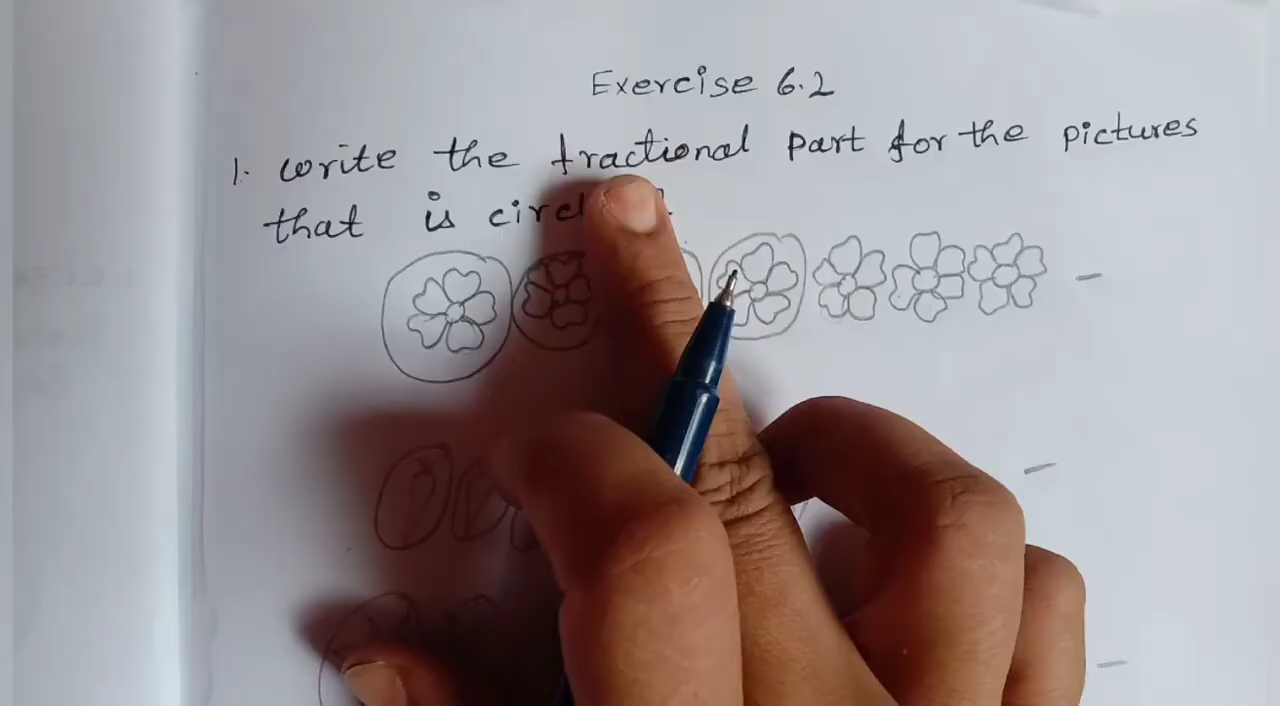 Exercise 6.2
1. Write the fractional part for the pictures
that is